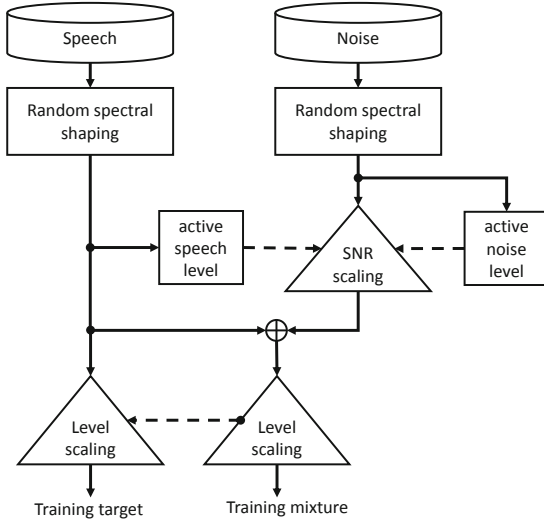 Speech
Noise
Random spectral
shaping
Random spectral
shaping
active
speech
level
SNR
scaling
active
noise
level
Level
scaling
Level
scaling
Training target
Training mixture